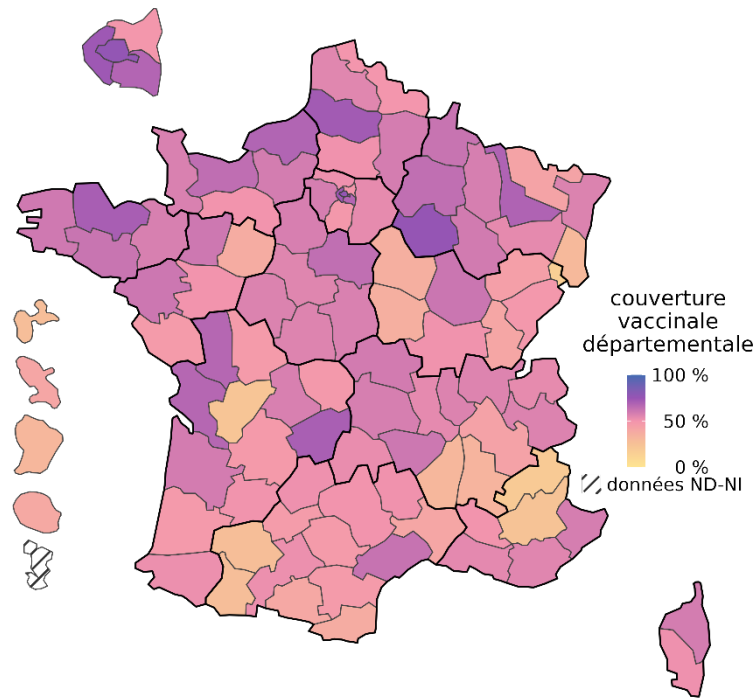 couverture
vaccinale
départementale
100 %
50 %
0 %
données ND-NI